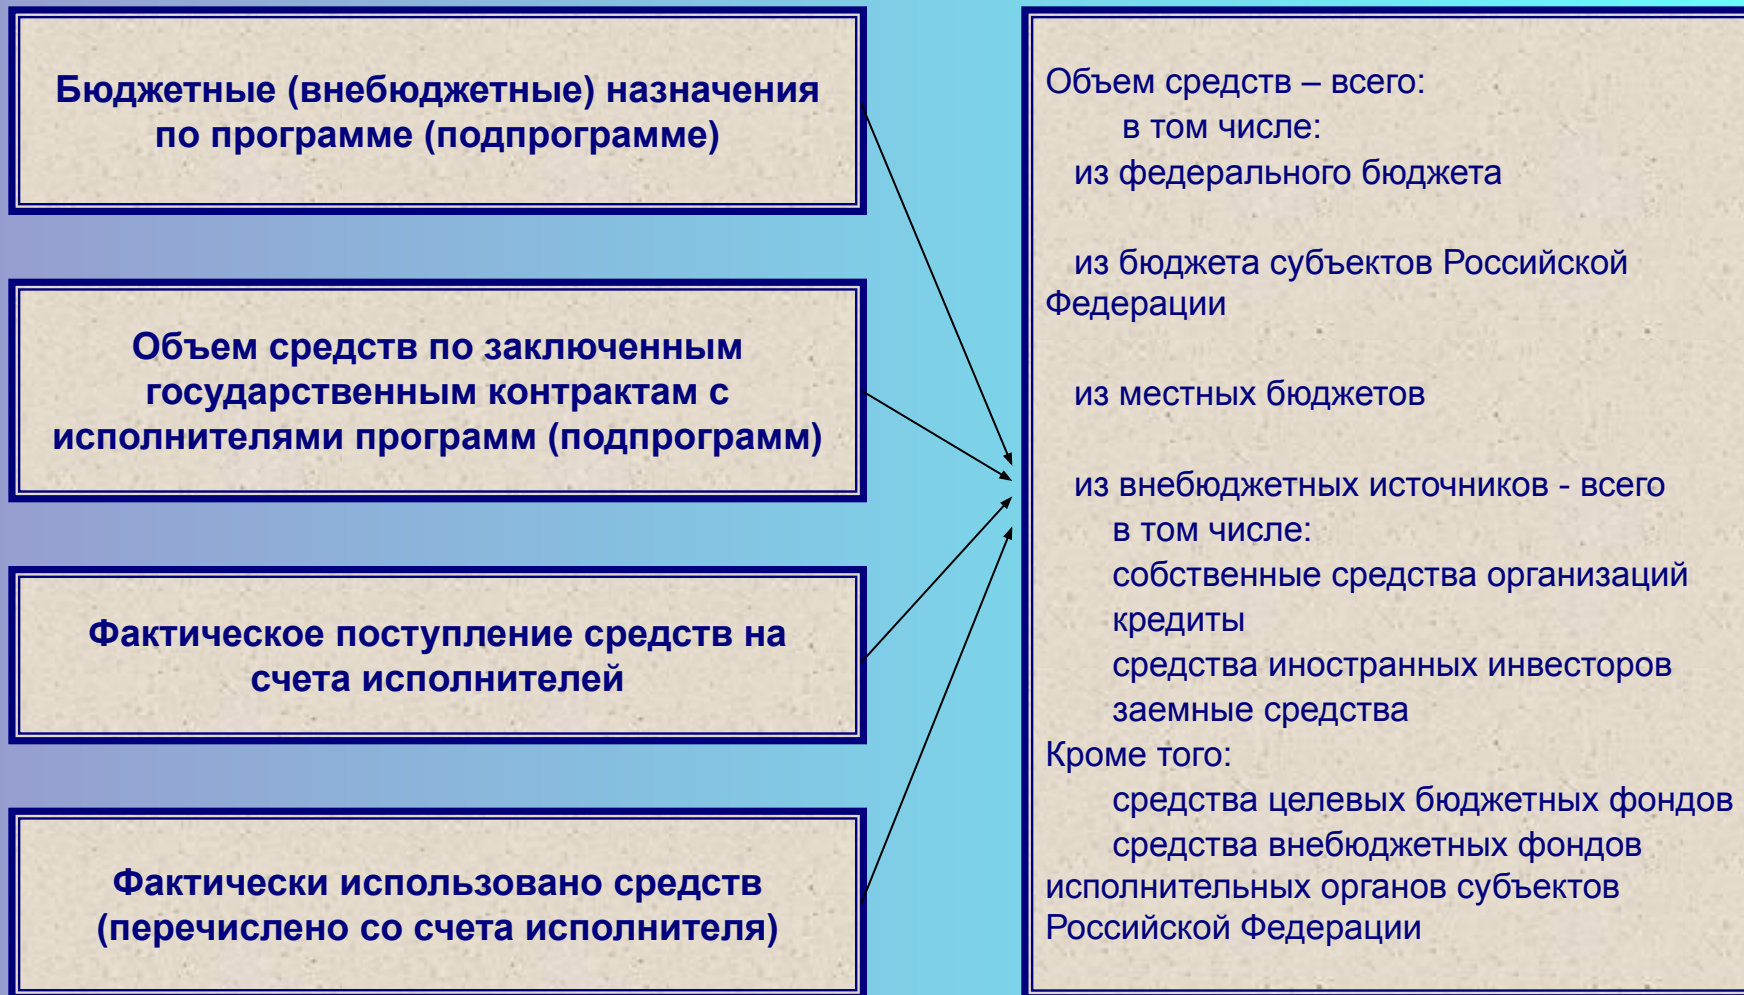 Бюджетные (внебюджетные) назначения
по программе (подпрограмме)
Объем средств по заключенным
государственным контрактам с
исполнителями программ (подпрограмм)
Фактическое поступление средств на
счета исполнителей
Фактически использовано средств
(перечислено со счета исполнителя)
Объем средств – всего:
в том числе:
из федерального бюджета
из бюджета субъектов Российской
Федерации
из местных бюджетов
из внебюджетных источников - всего
в том числе:
собственные средства организаций
кредиты
средства иностранных инвесторов
заемные средства
Кроме того:
средства целевых бюджетных фондов
средства внебюджетных фондов
исполнительных органов субъектов
Российской Федерации